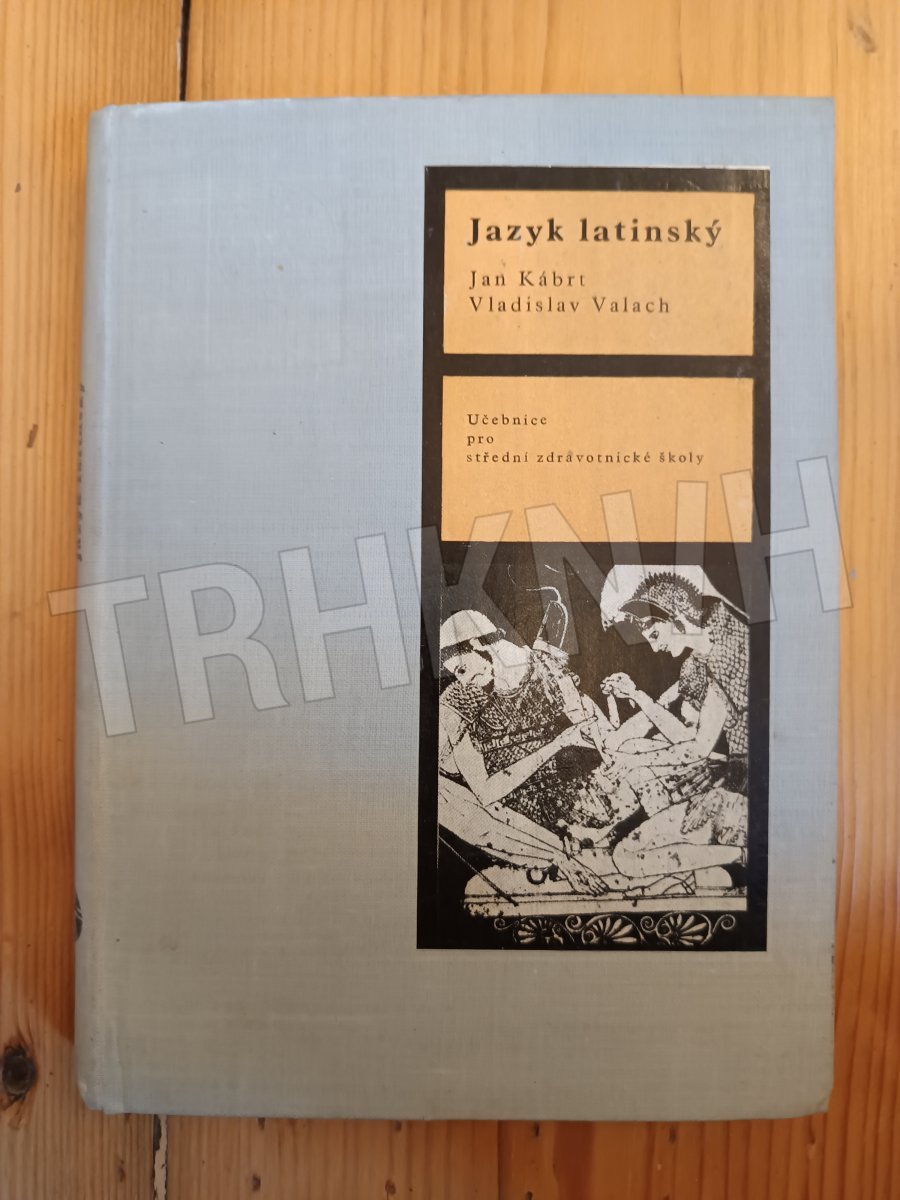 Jazyk latinský
Jan Kábrt
Vladislav Valach
Učebnice
pro
střední zdravotnické školy
TRHKNIH